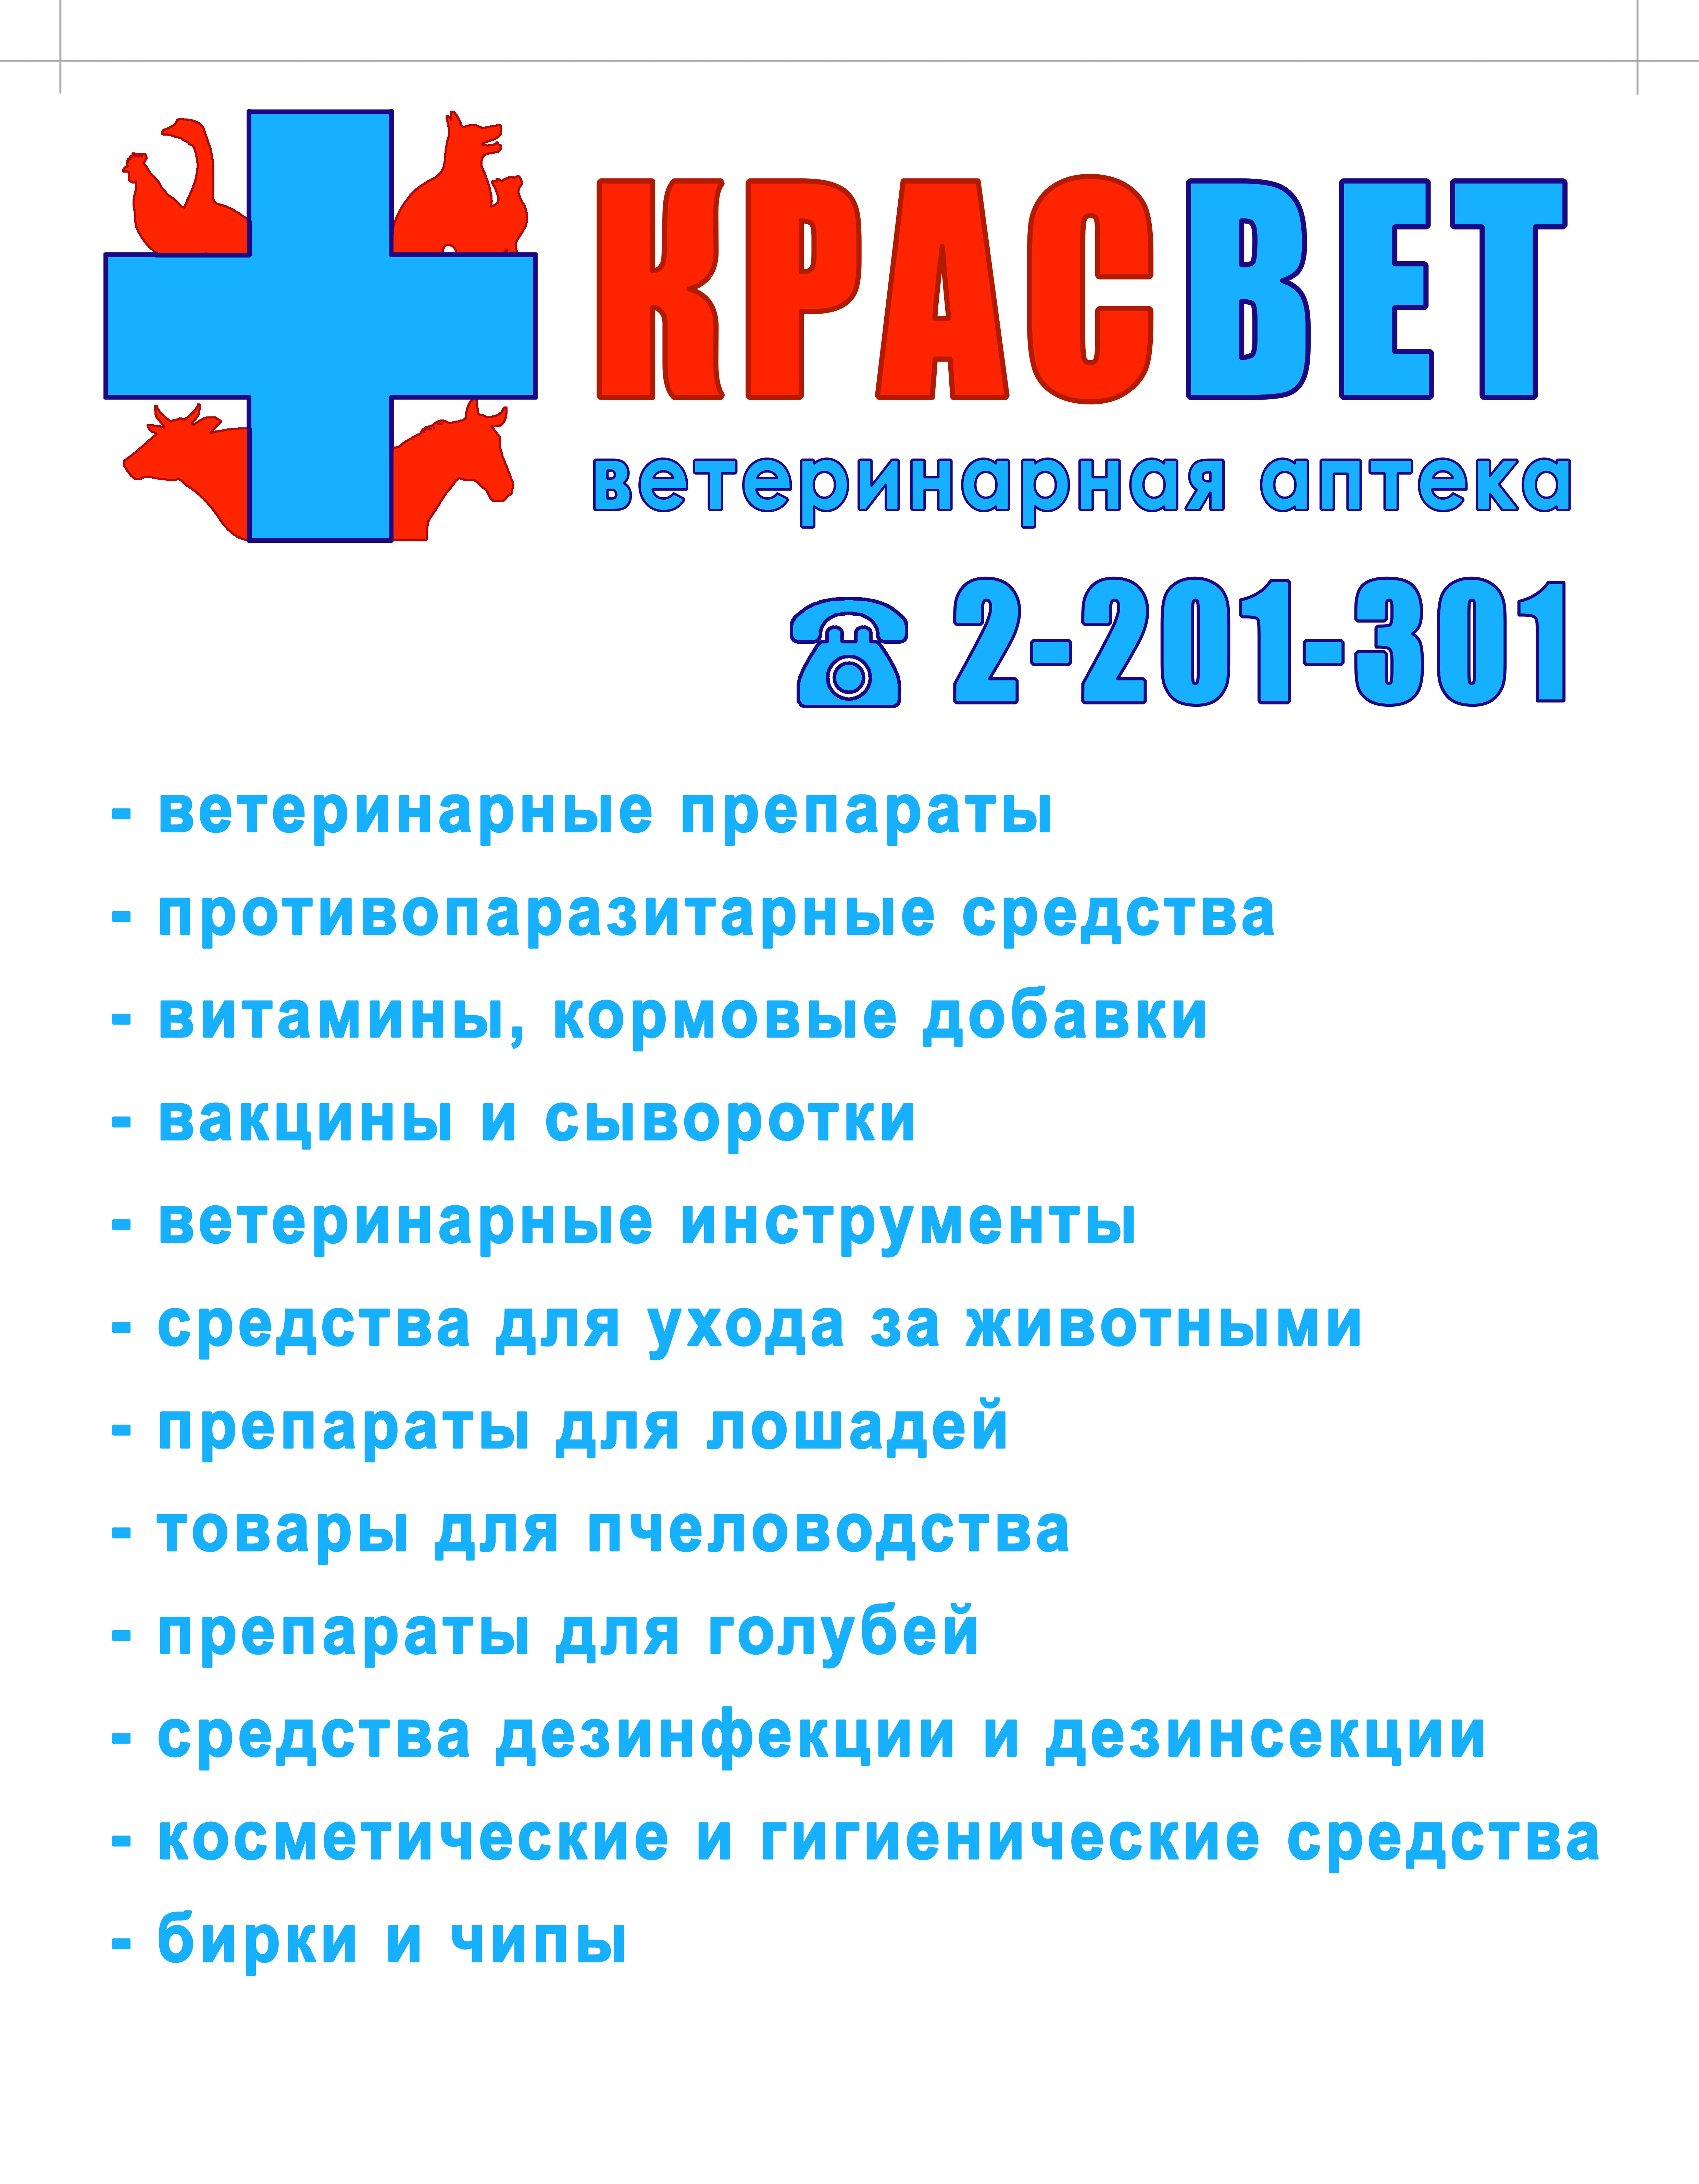 КРАСВЕТ
ветеринарная аптека
☎ 2-201-301
- ветеринарные препараты
- противопаразитарные средства
- витамины, кормовые добавки
- вакцины и сыворотки
- ветеринарные инструменты
- средства для ухода за животными
- препараты для лошадей
- товары для пчеловодства
- препараты для голубей
- средства дезинфекции и дезинсекции
- косметические и гигиенические средства
- бирки и чипы